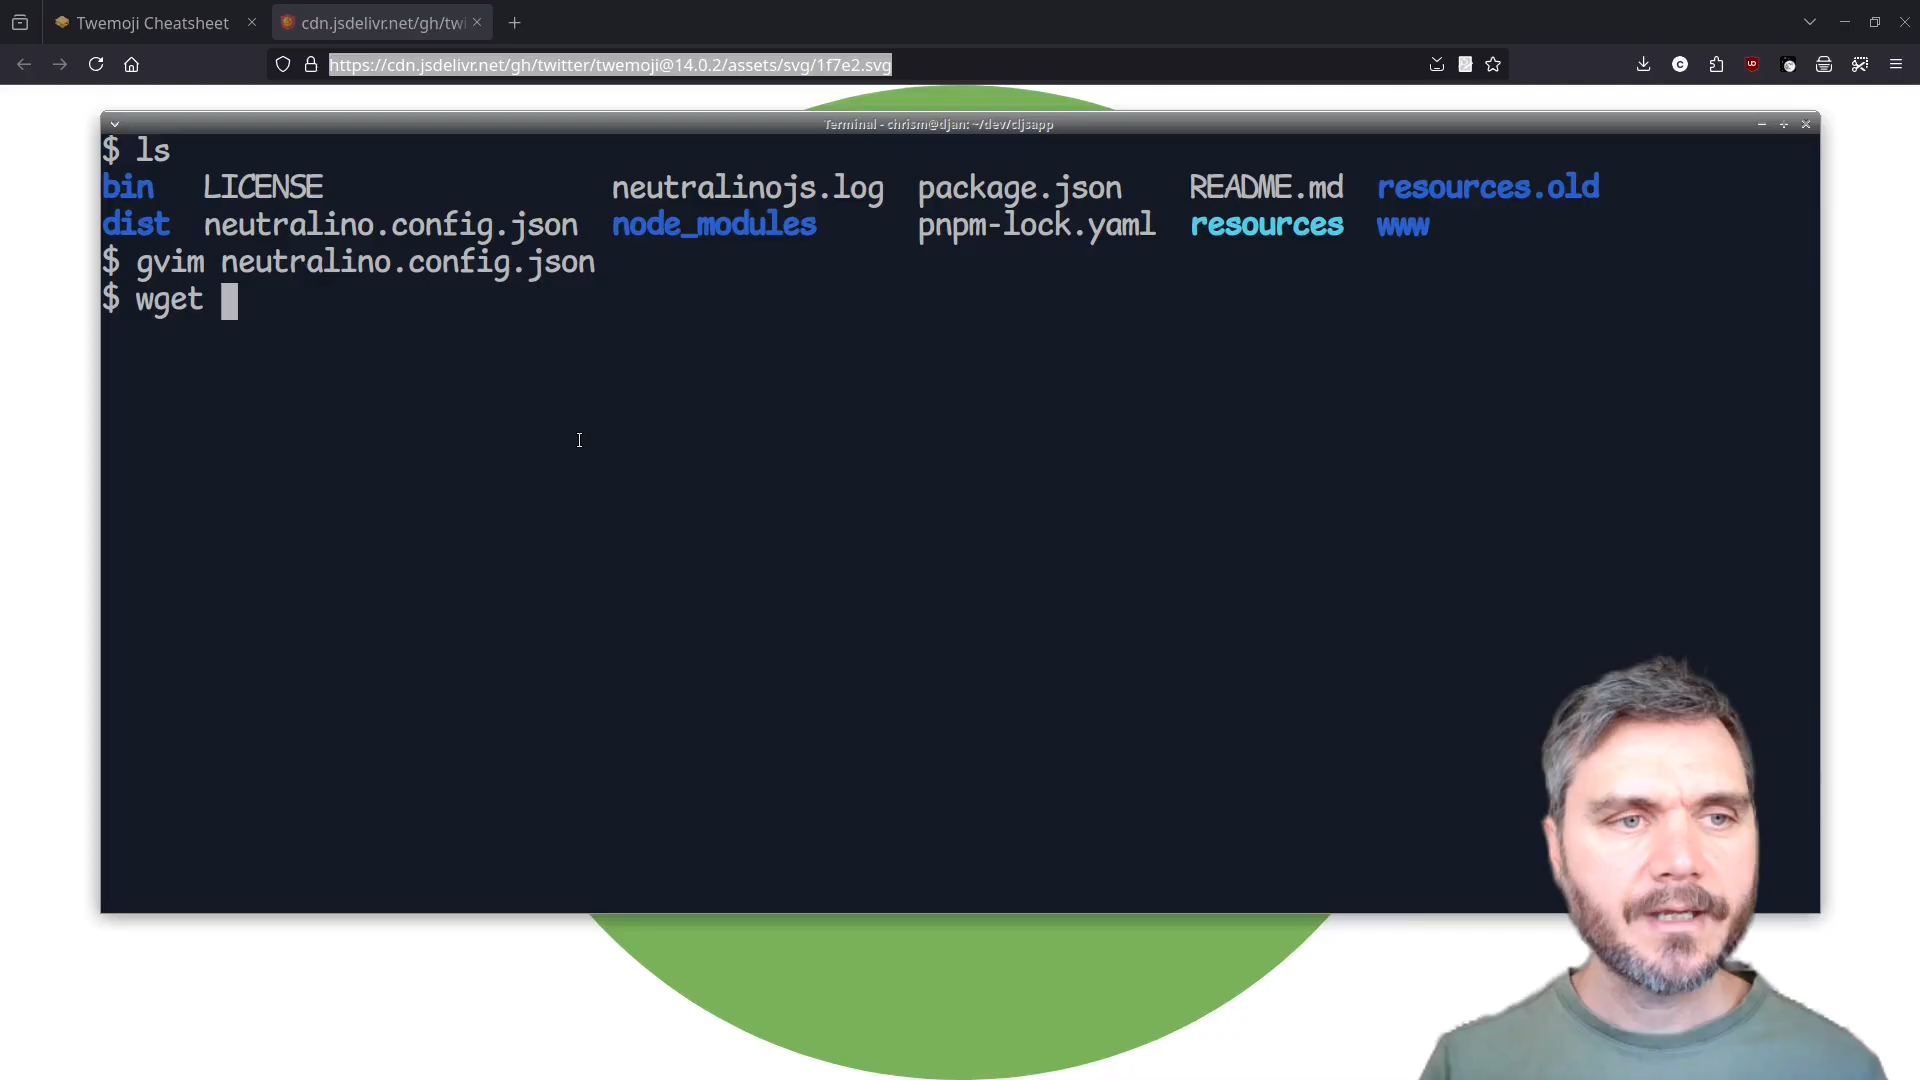 Twemoji Cheatsheet
cdn.jsdelivr.net/gh/twi
https://cdn.jsdelivr.net/gh/twitter/twemoji@14.0.2/assets/svg/1f7e2.svg
Terminal - chrism@djan: ~/dev/cljsapp
$ ls
bin LICENSE neutralinojs.log package.json README.md resources.old
dist neutralino.config.json node_modules pnpm-lock.yaml resources www
$ gvim neutralino.config.json
$ wget